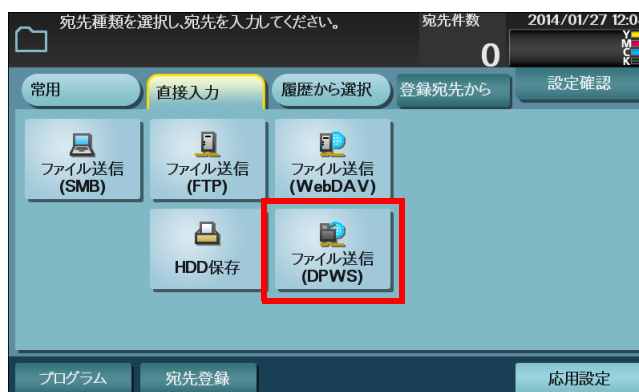 宛先種類を選択し、宛先を入力してください。
宛先件数
2014/01/27 12:0
0
Y
M
C
K
常用
直接入力
履歴から選択
登録宛先から
設定確認
ファイル送信
(SMB)
ファイル送信
(FTP)
ファイル送信
(WebDAV)
HDD保存
ファイル送信
(DPWS)
プログラム
宛先登録
応用設定